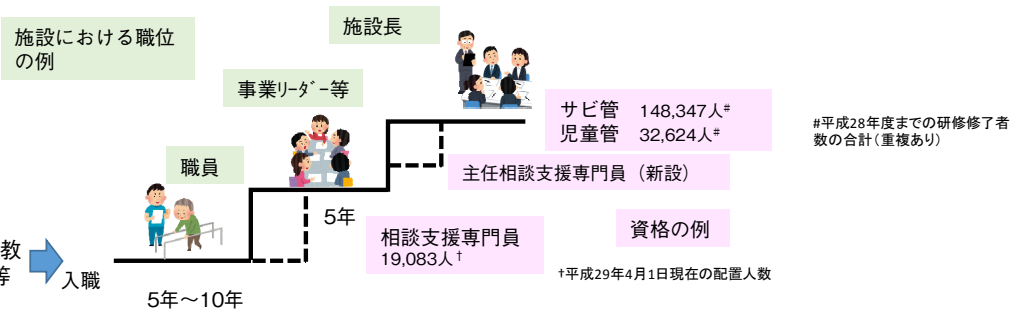 施設における職位
の例
施設長
事業ﾘｰﾀﾞｰ等
職員
サビ管 148,347人#
児童管 32,624人#
#平成28年度までの研修修了者
数の合計（重複あり）
主任相談支援専門員（新設）
5年
相談支援専門員
19,083人†
資格の例
†平成29年4月1日現在の配置人数
教
等
入職
5年～10年